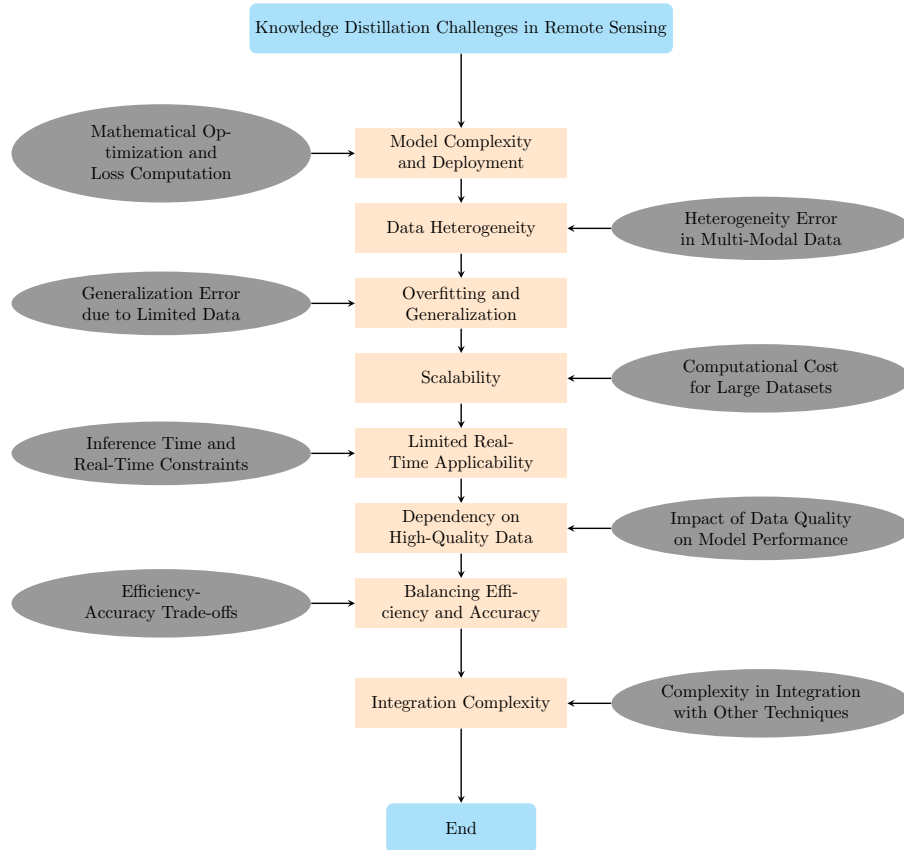 Knowledge Distillation Challenges in Remote Sensing
Mathematical Op-
timization and
Loss Computation
Model Complexity
and Deployment
Data Heterogeneity
Heterogeneity Error
in Multi-Modal Data
Generalization Error
due to Limited Data
Overfitting and
Generalization
Scalability
Computational Cost
for Large Datasets
Inference Time and
Real-Time Constraints
Limited Real-
Time Applicability
Dependency on
High-Quality Data
Impact of Data Quality
on Model Performance
Efficiency-
Accuracy Trade-offs
Balancing Effi-
ciency and Accuracy
Integration Complexity
Complexity in Integration
with Other Techniques
End